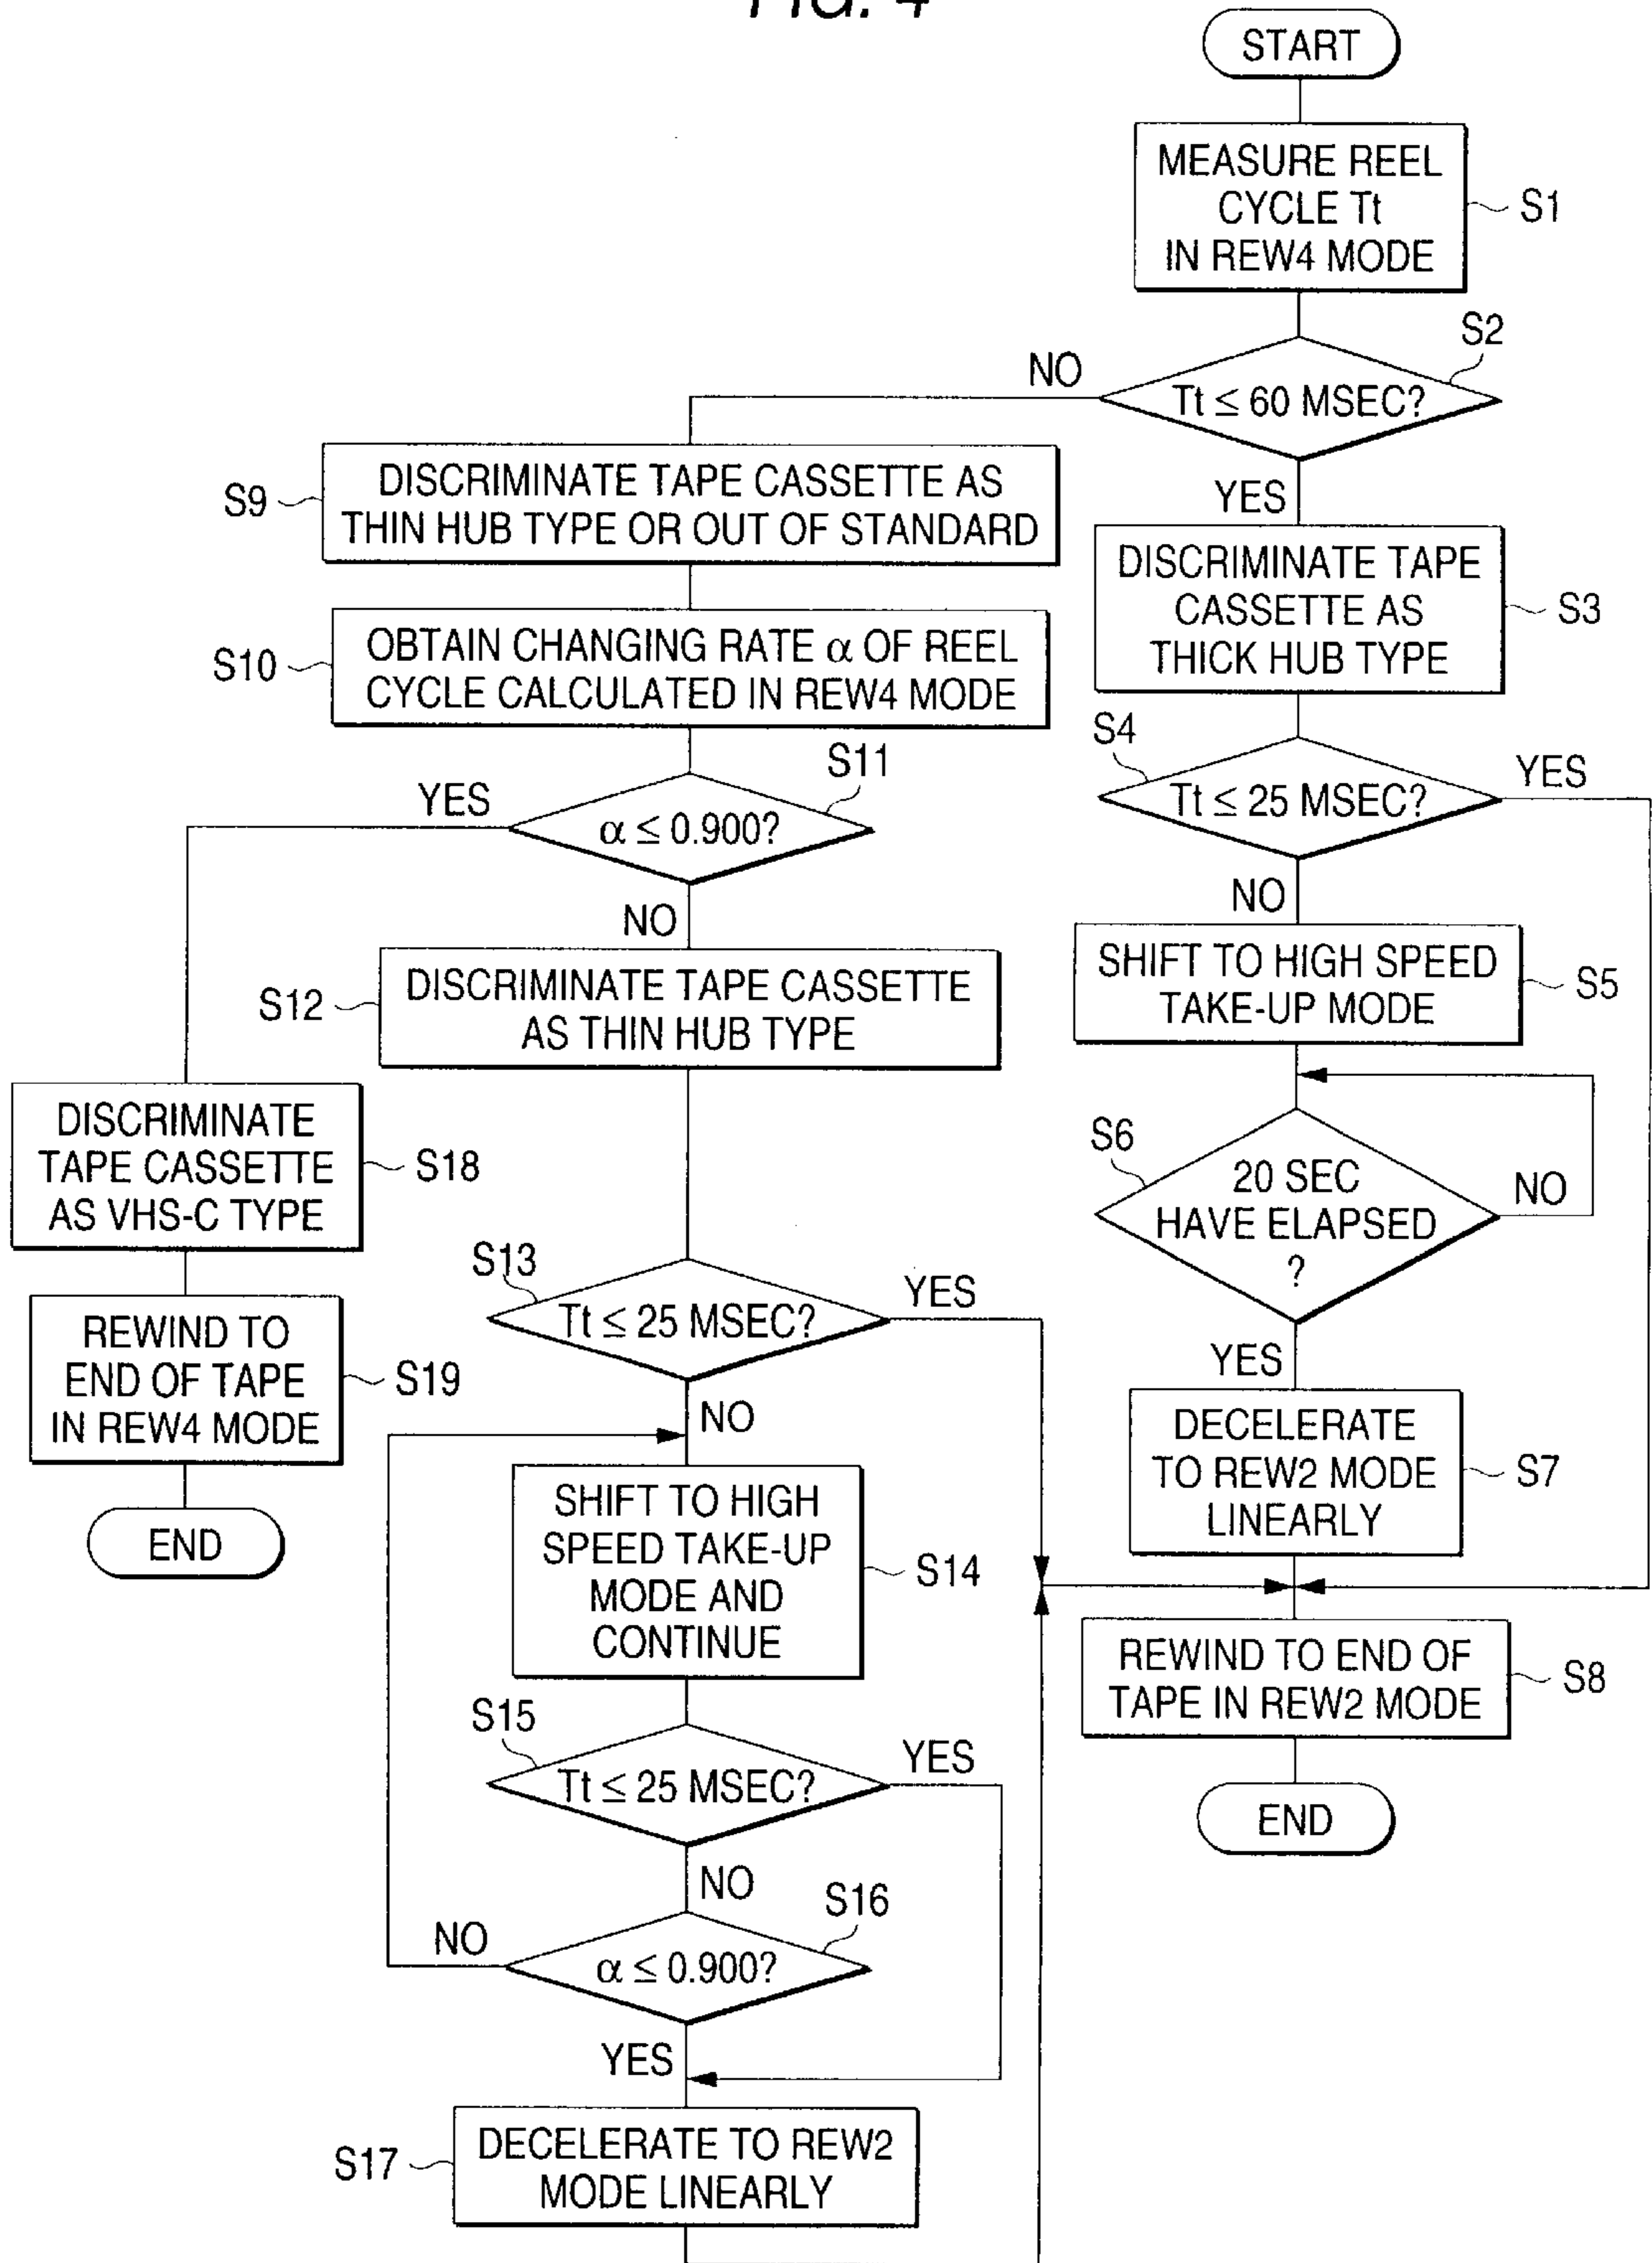 FIG. 4
START
MEASURE REEL
CYCLE Tt
IN REW4 MODE
S1
S2
Tt ≤ 60 MSEC?
NO
YES
S9
DISCRIMINATE TAPE CASSETTE AS
THIN HUB TYPE OR OUT OF STANDARD
DISCRIMINATE TAPE
CASSETTE AS
THICK HUB TYPE
S3
S10
OBTAIN CHANGING RATE α OF REEL
CYCLE CALCULATED IN REW4 MODE
S4
Tt ≤ 25 MSEC?
YES
NO
S11
α ≤ 0.900?
YES
NO
SHIFT TO HIGH SPEED
TAKE-UP MODE
S5
S12
DISCRIMINATE TAPE CASSETTE
AS THIN HUB TYPE
DISCRIMINATE
TAPE CASSETTE
AS VHS-C TYPE
S18
S6
20 SEC
HAVE ELAPSED
?
NO
YES
S13
Tt ≤ 25 MSEC?
YES
NO
REWIND TO
END OF TAPE
IN REW4 MODE
S19
END
DECELERATE
TO REW2 MODE
LINEARLY
S7
SHIFT TO HIGH
SPEED TAKE-UP
MODE AND
CONTINUE
S14
REWIND TO END OF
TAPE IN REW2 MODE
S8
END
S15
Tt ≤ 25 MSEC?
YES
NO
S16
α ≤ 0.900?
NO
YES
S17
DECELERATE TO REW2
MODE LINEARLY